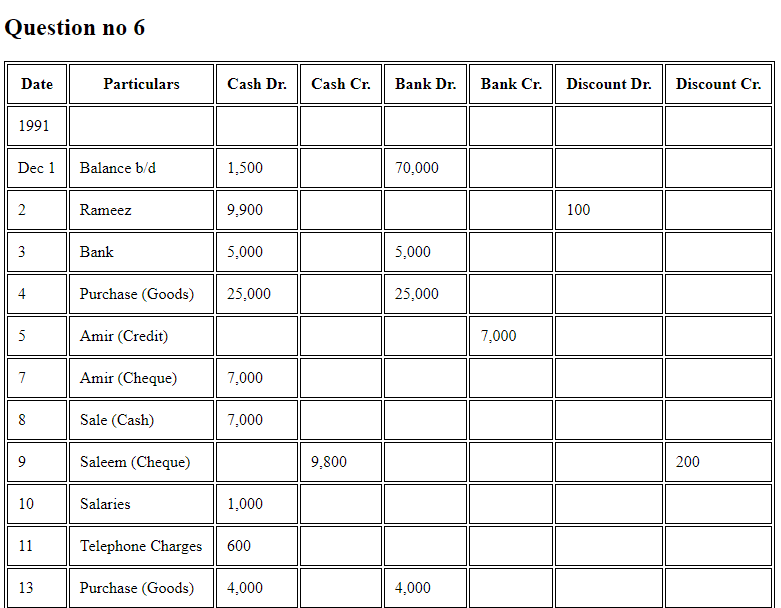 Question no 6
Date Particulars Cash Dr. Cash Cr. Bank Dr. Bank Cr. Discount Dr. Discount Cr.
1991
Dec 1 Balance b/d 1,500 70,000
2 Rameez 9,900 100
3 Bank 5,000 5,000
4 Purchase (Goods) 25,000 25,000
5 Amir (Credit) 7,000
7 Amir (Cheque) 7,000
8 Sale (Cash) 7,000
9 Saleem (Cheque) 9,800 200
10 Salaries 1,000
11 Telephone Charges 600
13 Purchase (Goods) 4,000 4,000